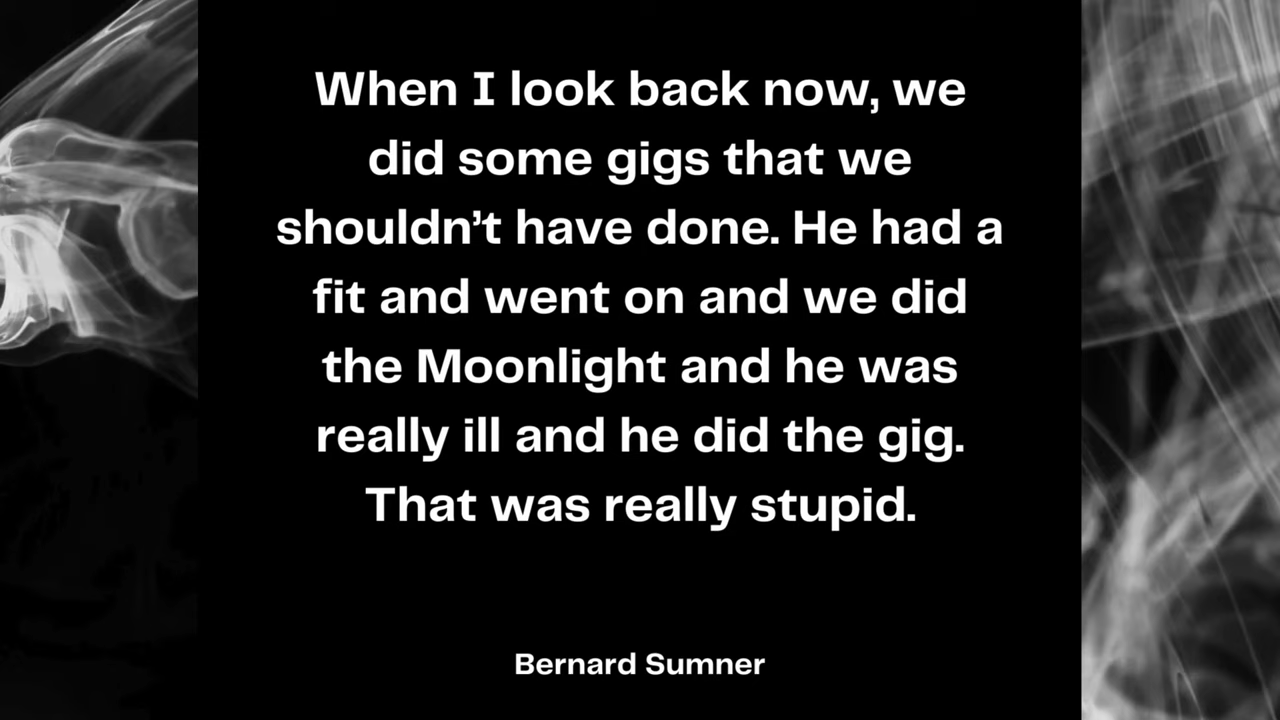 When I look back now, we
did some gigs that we
shouldn’t have done. He had a
fit and went on and we did
the Moonlight and he was
really ill and he did the gig.
That was really stupid.
Bernard Sumner